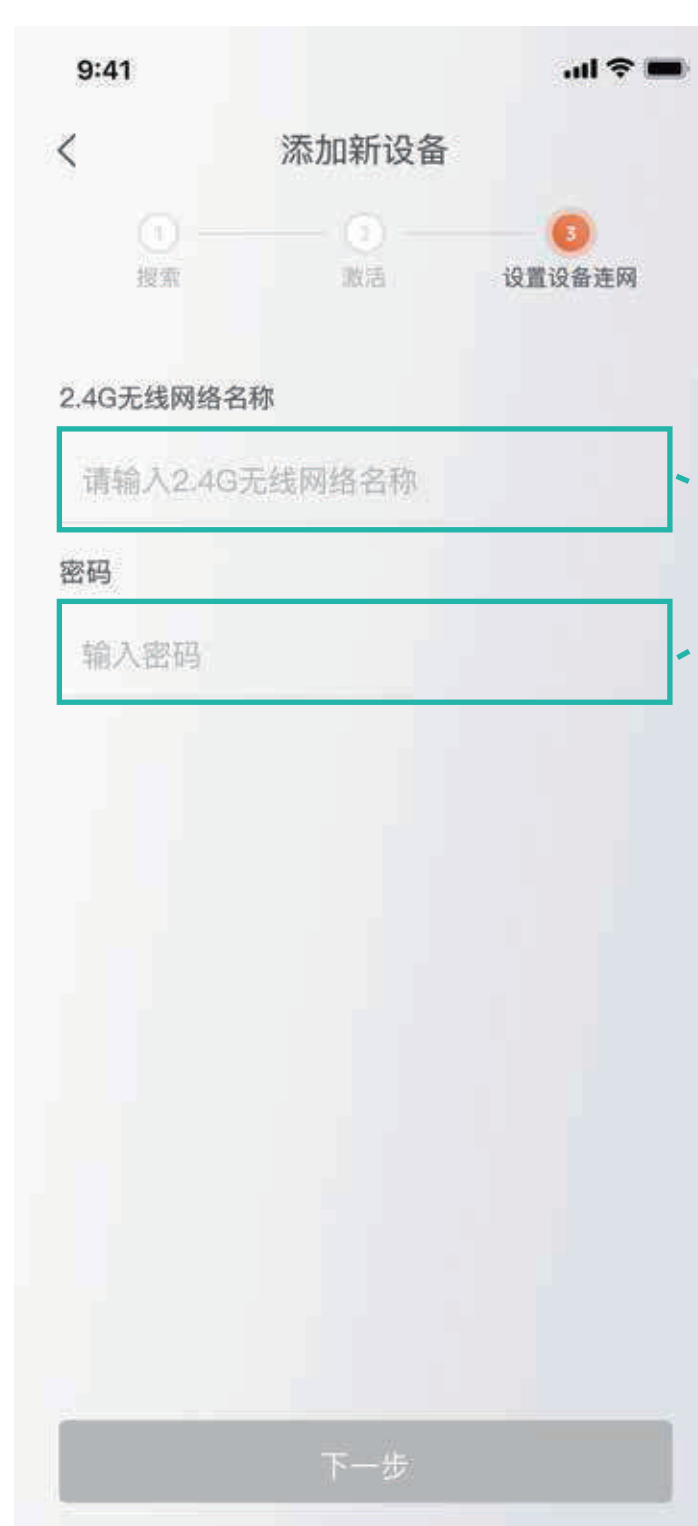 9:41
添加新设备
1 2 3
搜索 激活 设置设备连网
2.4G无线网络名称
请输入2.4G无线网络名称
密码
输入密码
下一步